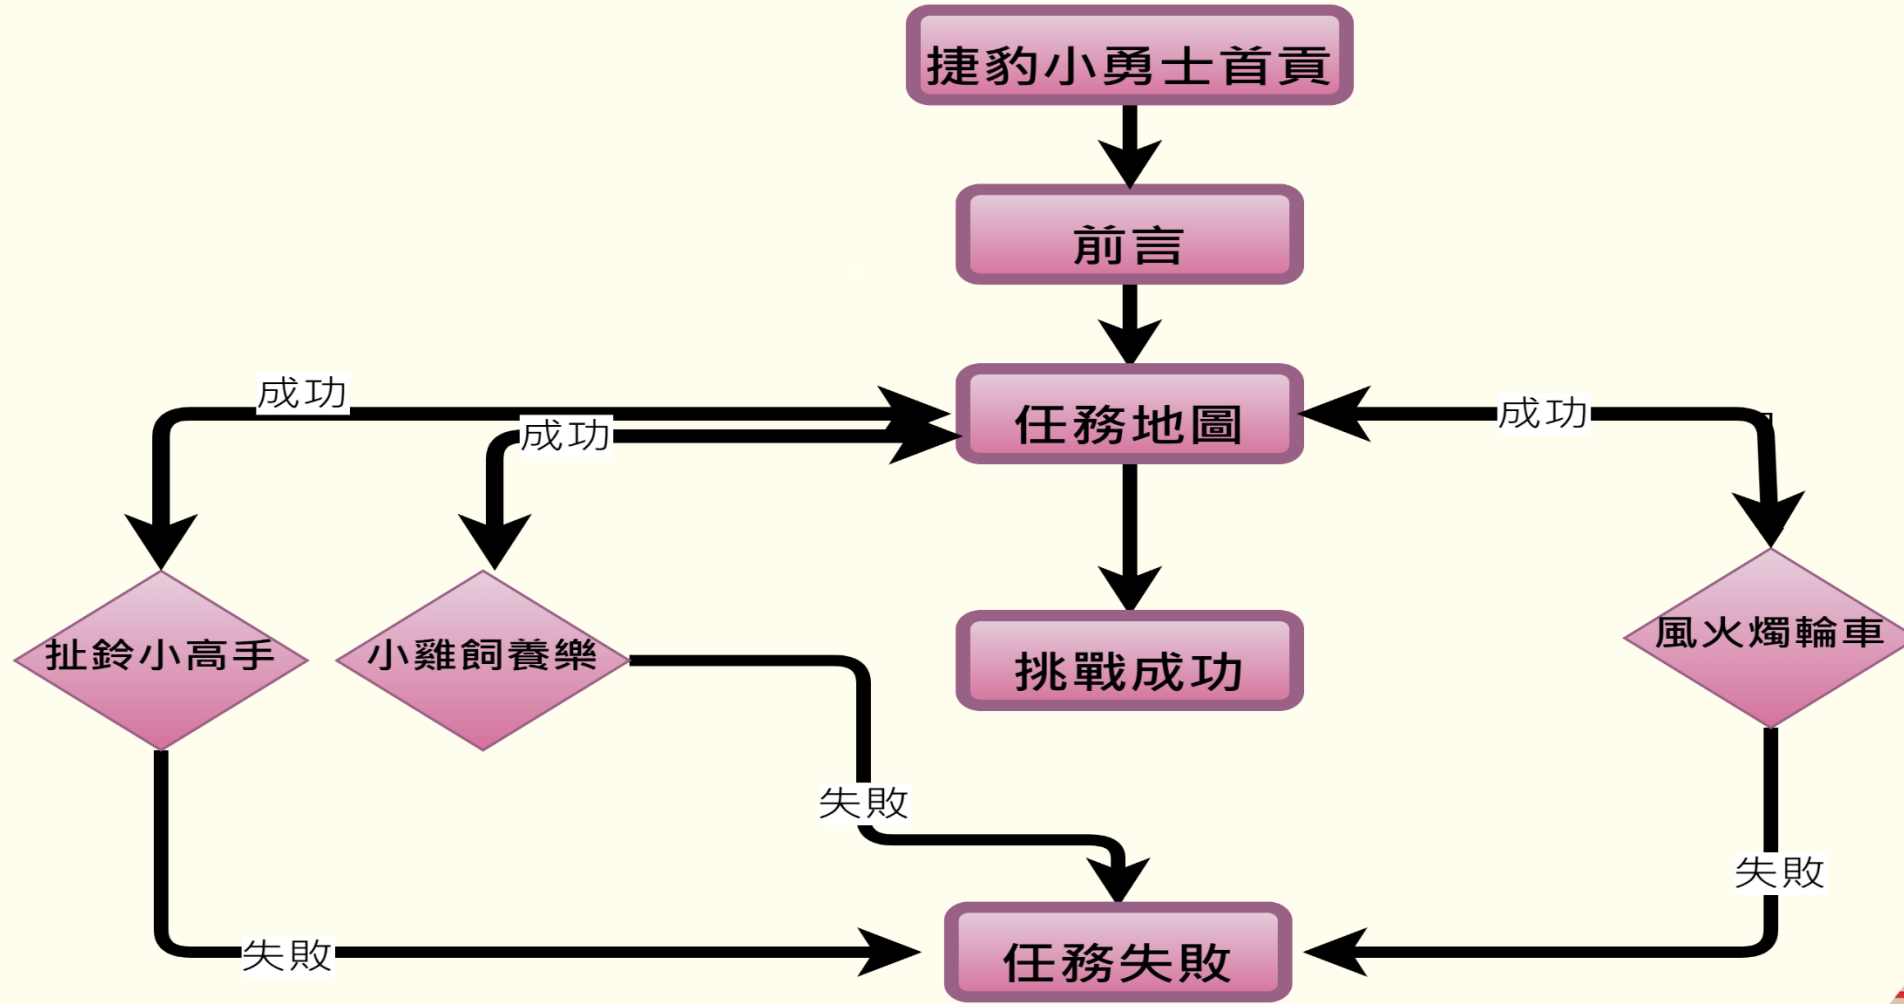 捷豹小勇士首貢
前言
任務地圖
成功
成功
成功
扯鈴小高手
小雞飼養樂
挑戰成功
風火燭輪車
失敗
失敗
失敗
任務失敗